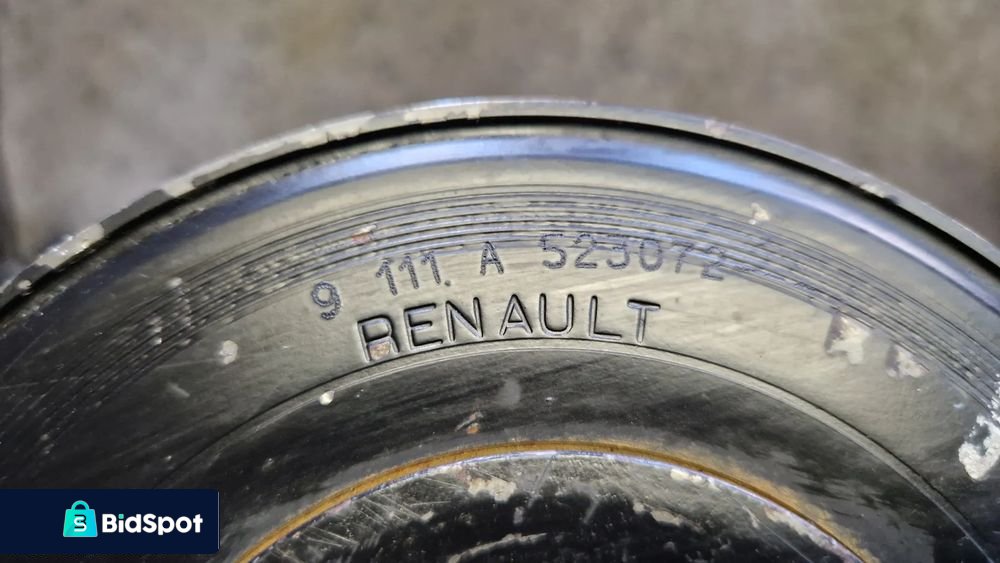 9 111 A 523072
RENAULT
BidSpot